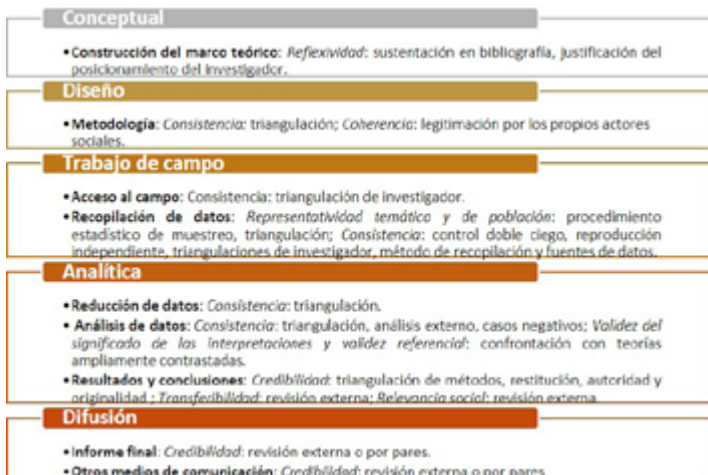 Conceptual
• Construcción del marco teórico: Reflexividad: sustentación en bibliografía, justificación del
posicionamiento del investigador.
Diseño
• Metodología: Consistencia: triangulación; Coherencia: legitimación por los propios actores
sociales.
Trabajo de campo
• Acceso al campo: Consistencia: triangulación de investigador.
• Recopilación de datos: Representatividad temática y de población: procedimiento
estadístico de muestreo, triangulación; Consistencia: control doble ciego, reproducción
independiente, triangulaciones de investigador, método de recopilación y fuentes de datos.
Analítica
• Reducción de datos: Consistencia: triangulación.
• Análisis de datos: Consistencia: triangulación, análisis externo, casos negativos; Validez del
significado de las interpretaciones y validez referencial: confrontación con teorías
ampliamente contrastadas.
• Resultados y conclusiones: Credibilidad: triangulación de métodos, restitución, autoridad y
originalidad ; Transferibilidad: revisión externa; Relevancia social: revisión externa.
Difusión
• Informe final: Credibilidad: revisión externa o por pares.
• Otros medios de comunicación: Credibilidad: revisión externa o por pares.